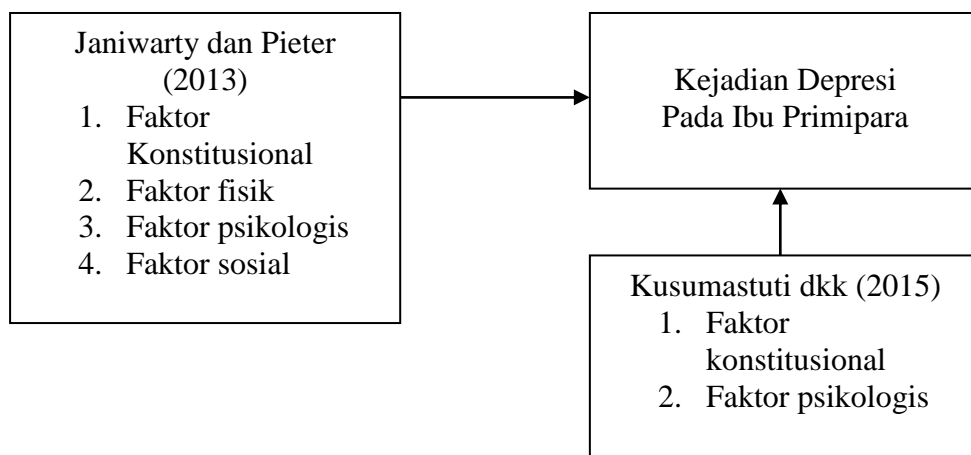 Janiwarty dan Pieter
(2013)
1. Faktor
Konstitusional
2. Faktor fisik
3. Faktor psikologis
4. Faktor sosial
Kejadian Depresi
Pada Ibu Primipara
Kusumastuti dkk (2015)
1. Faktor
konstitusional
2. Faktor psikologis